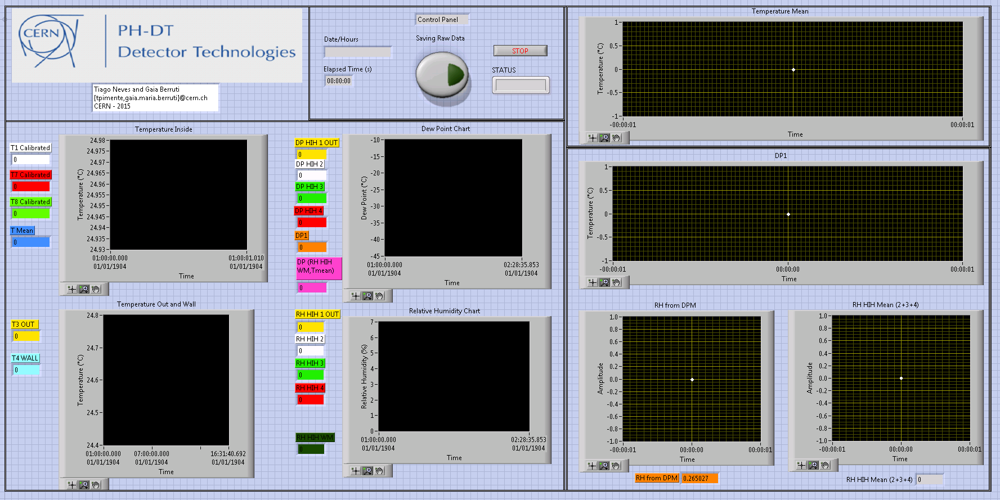 CERN
PH-DT
Detector Technologies
Tiago Neves and Gaia Berruti
{tpimente,gaia.maria.berruti}@cern.ch
CERN - 2015
Control Panel
Date/Hours
Elapsed Time (s)
00:00:00
Saving Raw Data
STOP
STATUS
Temperature Mean
Temperature (°C)
1
0.5
0
-0.5
-1
-00:00:01
00:00:01
Time
DP1
Temperature (°C)
1
0.5
0
-0.5
-1
-00:00:01
00:00:00
00:00:01
Time
T1 Calibrated
0
T7 Calibrated
0
T8 Calibrated
0
T Mean
0
Temperature Inside
Temperature (°C)
24.98
24.975
24.97
24.965
24.96
24.955
24.95
24.945
24.94
24.935
24.93
01:00:00.000
01/01/1904
01:00:01.010
01/01/1904
Time
DP HIH 1 OUT
0
DP HIH 2
0
DP HIH 3
0
DP HIH 4
0
DP1
0
DP (RH HIH
WM,Tmean)
0
Dew Point Chart
Dew Point (°C)
-10
-15
-20
-25
-30
-35
-40
-45
01:00:00.000
01/01/1904
02:28:35.853
01/01/1904
Time
T3 OUT
0
T4 WALL
0
Temperature Out and Wall
Temperature (°C)
24.8
24.7
24.6
24.5
24.4
01:00:00.000
01/01/1904
07:00:00.000
01/01/1904
16:31:40.692
01/01/1904
Time
RH HIH 1 OUT
0
RH HIH 2
0
RH HIH 3
0
RH HIH 4
0
RH HIH WM
0
Relative Humidity Chart
Relative Humidity (%)
7
6
5
4
3
2
1
0
01:00:00.000
01/01/1904
02:28:35.853
01/01/1904
Time
RH from DPM
Amplitude
1.0
0.8
0.6
0.4
0.2
0.0
-0.2
-0.4
-0.6
-0.8
-1.0
-00:00:01
00:00:00
00:00:01
Time
RH from DPM
0.265027
RH HIH Mean (2+3+4)
Amplitude
1.0
0.8
0.6
0.4
0.2
0.0
-0.2
-0.4
-0.6
-0.8
-1.0
-00:00:01
00:00:00
00:00:01
Time
RH HIH Mean (2+3+4)
0